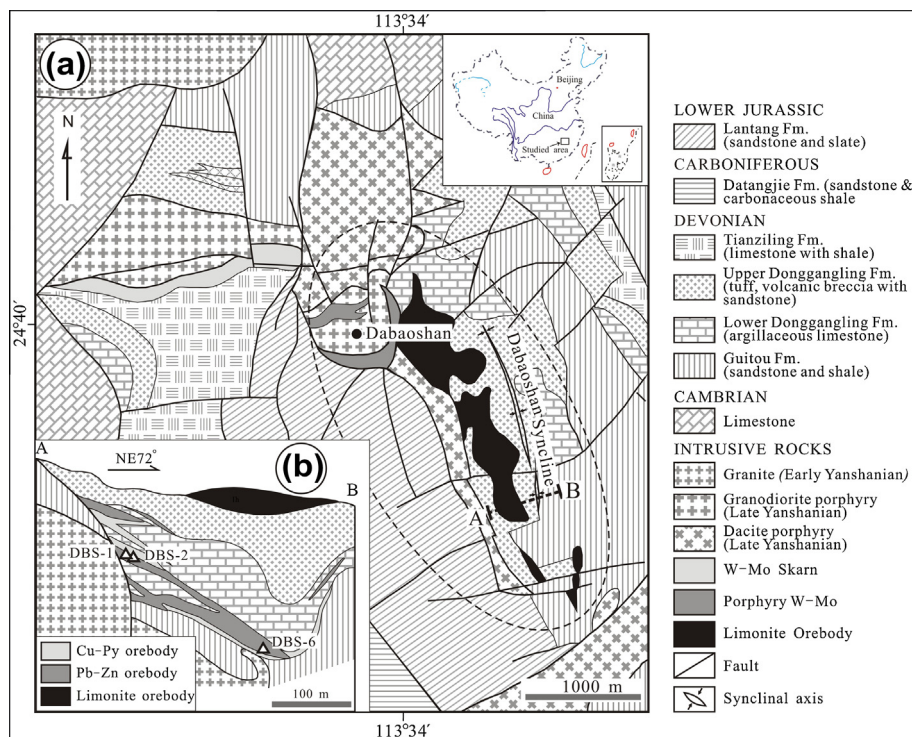 113°34′
(a)
N
Beijing
China
Studied area
24°40′
Dabaoshan
Dabaoshan Syncline
A
B
1000 m
113°34′
A
NE72°
(b)
B
DBS-1
DBS-2
DBS-6
Cu-Py orebody
Pb-Zn orebody
Limonite orebody
100 m
LOWER JURASSIC
Lantang Fm.
(sandstone and slate)
CARBONIFEROUS
Datangjie Fm. (sandstone &
carbonaceous shale
DEVONIAN
Tianziling Fm.
(limestone with shale)
Upper Donggangling Fm.
(tuff, volcanic breccia with
sandstone)
Lower Donggangling Fm.
(argillaceous limestone)
Guitou Fm.
(sandstone and shale)
CAMBRIAN
Limestone
INTRUSIVE ROCKS
Granite (Early Yanshanian)
Granodiorite porphyry
(Late Yanshanian)
Dacite porphyry
(Late Yanshanian)
W-Mo Skarn
Porphyry W-Mo
Limonite Orebody
Fault
Synclinal axis